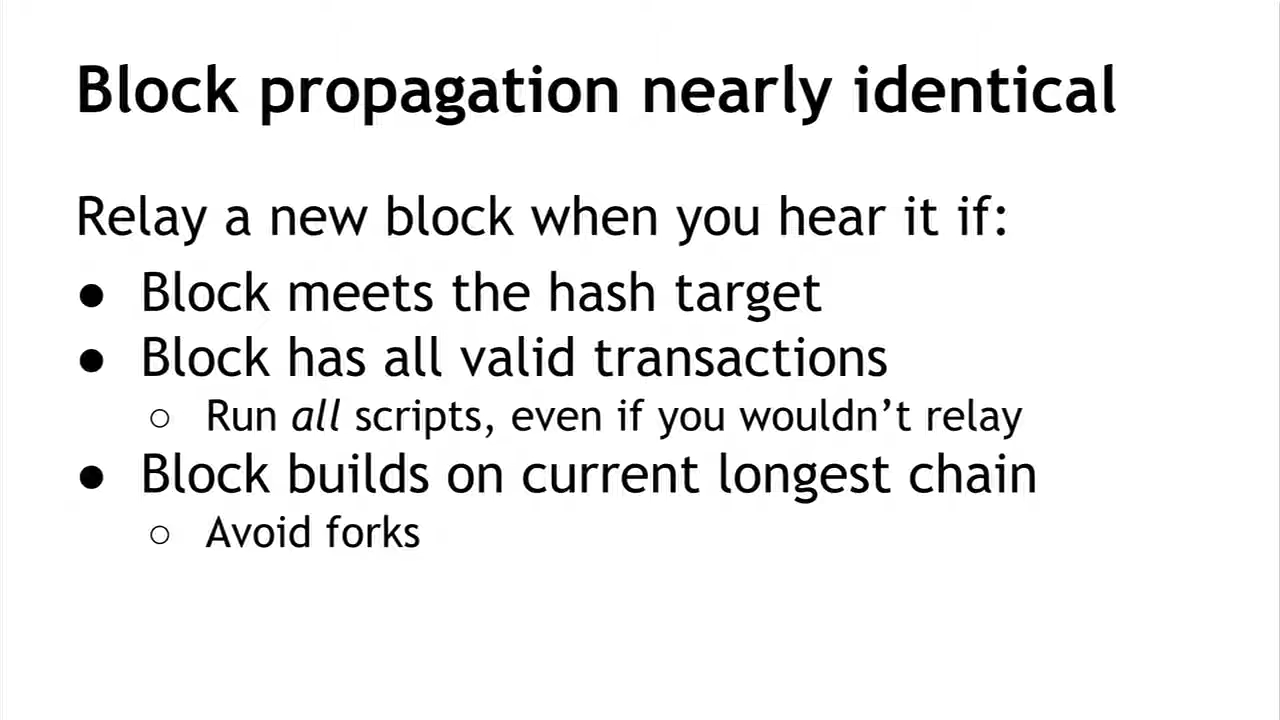 Block propagation nearly identical
Relay a new block when you hear it if:
● Block meets the hash target
● Block has all valid transactions
○ Run all scripts, even if you wouldn’t relay
● Block builds on current longest chain
○ Avoid forks